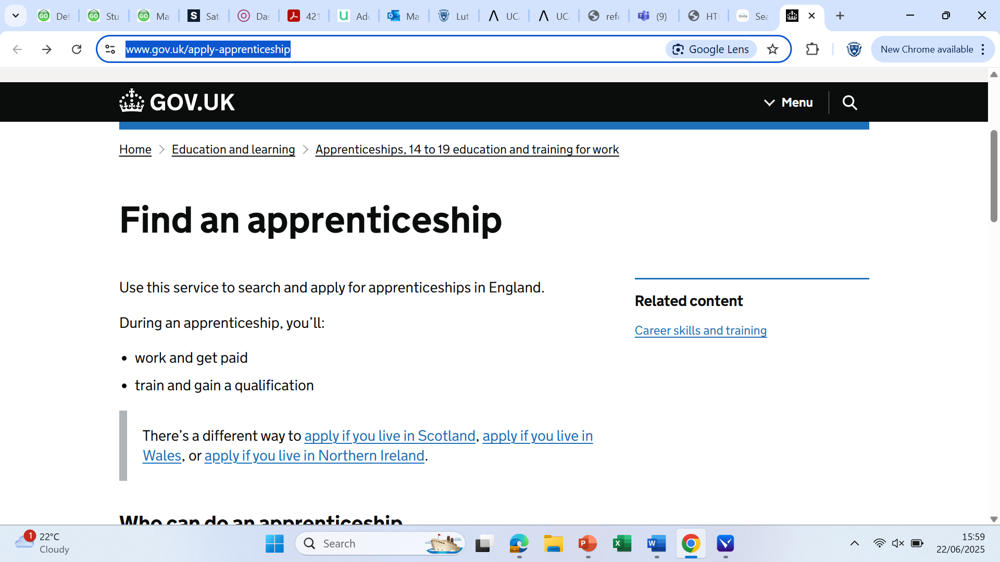 Det
Stu
Ma
Sat
Das
421
Ado
Ma
Lut
UCA
UCA
refe
(9)
HT
Sea
www.gov.uk/apply-apprenticeship
Google Lens
New Chrome available
GOV.UK
Menu
Home > Education and learning > Apprenticeships, 14 to 19 education and training for work
Find an apprenticeship
Use this service to search and apply for apprenticeships in England.
During an apprenticeship, you’ll:
• work and get paid
• train and gain a qualification
There’s a different way to apply if you live in Scotland, apply if you live in
Wales, or apply if you live in Northern Ireland.
Related content
Career skills and training
Who can do an apprenticeship
1
22°C
Cloudy
Search
15:59
22/06/2025